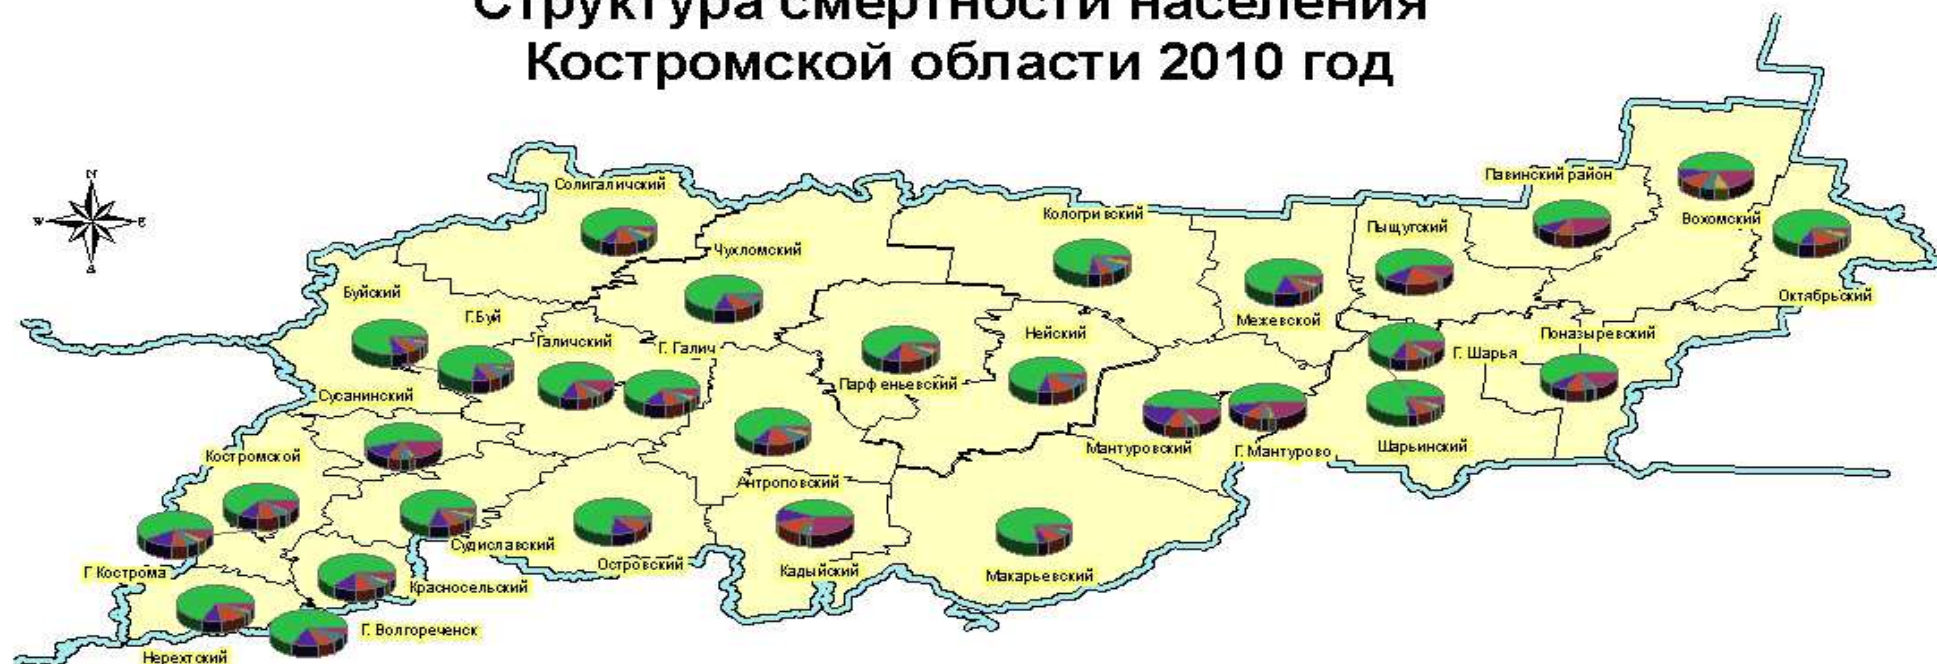 Структура смертности населения
Костромской области 2010 год
N
W
E
Солигаличский
Чухломский
Кологривский
Павинский район
Пыщугский
Вохомский
Октябрьский
Буйский
Г.Буй
Галичский
Г. Галич
Нейский
Межевской
Поназыревский
Г. Шарья
Парфеньевский
Сусанинский
Костромской
Мантуровский
Г. Мантурово
Шарьинский
Антроповский
Судиславский
Островский
Кадыйский
Макарьевский
Г Кострома
Красносельский
Г. Волгореченск
Нерехтский